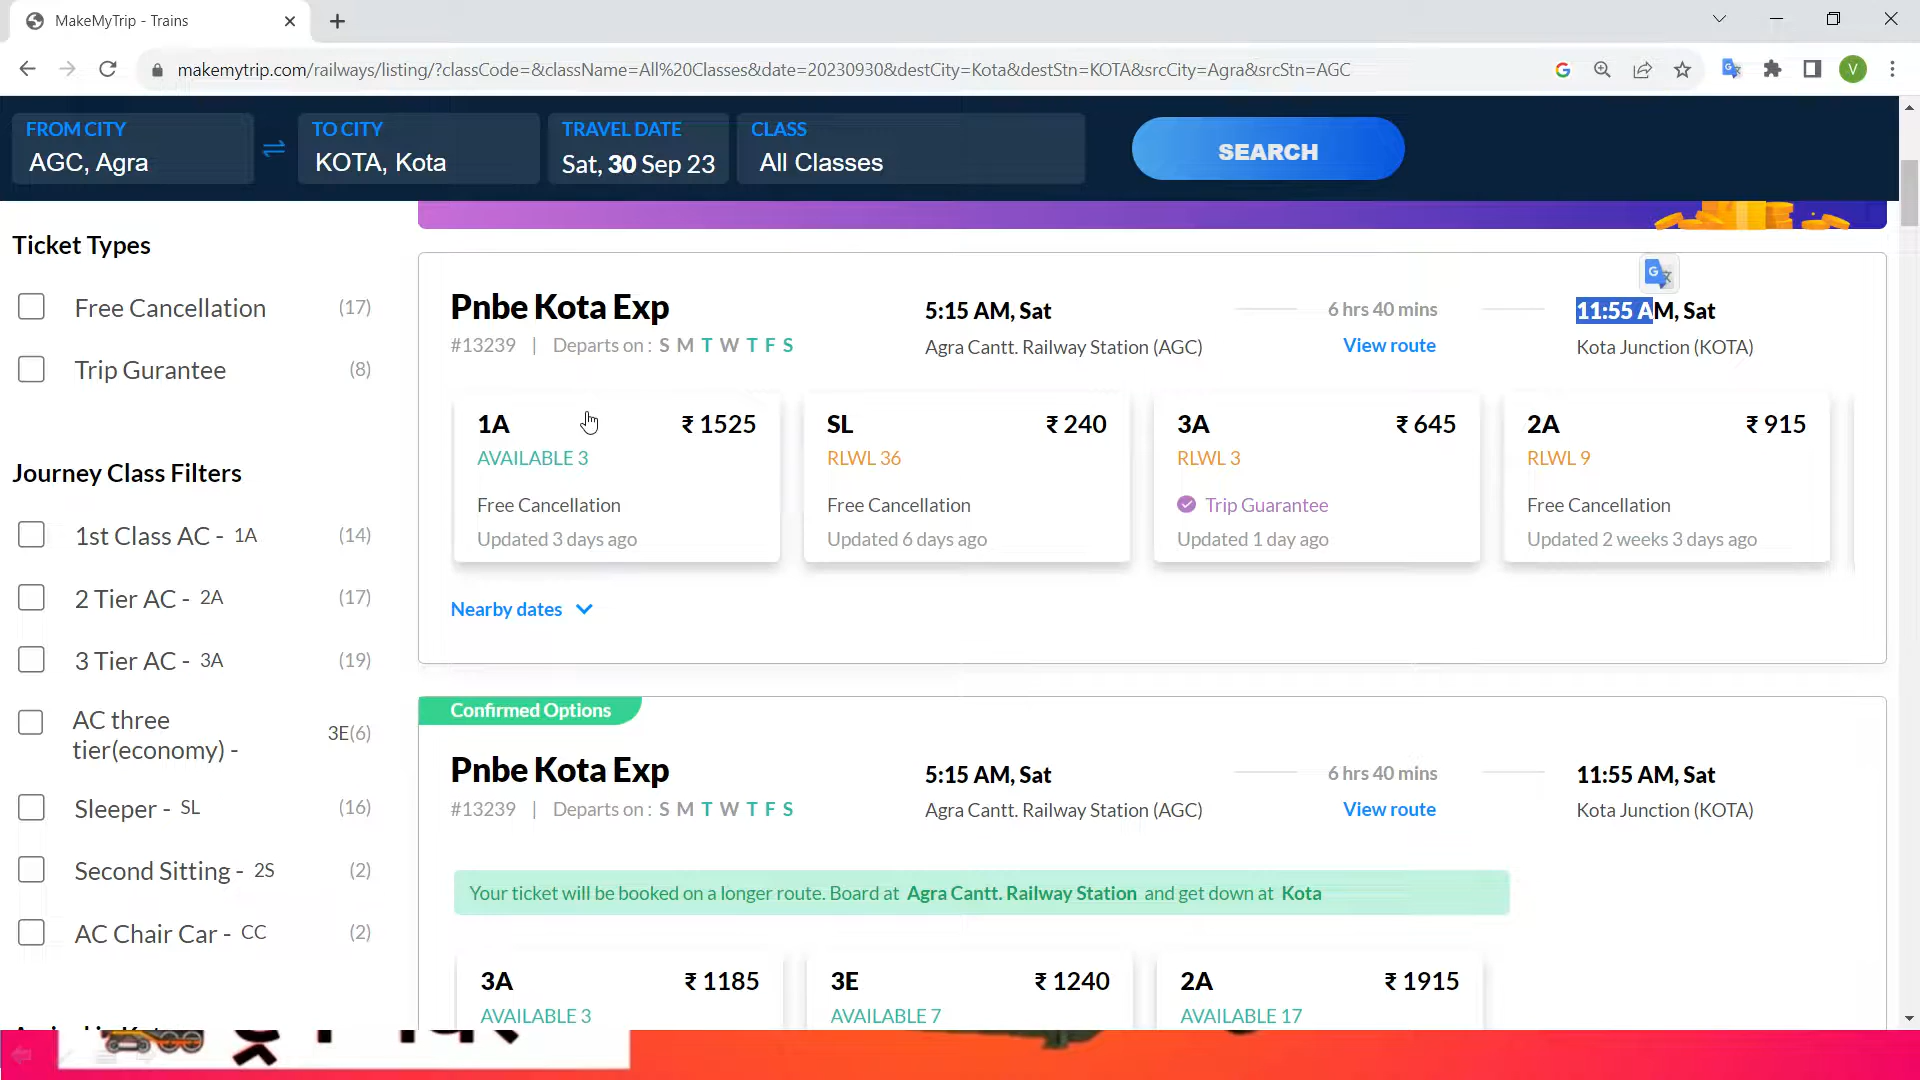 MakeMyTrip - Trains
makemytrip.com/railways/listing/?classCode=&className=All%20Classes&date=20230930&destCity=Kota&destStn=KOTA&srcCity=Agra&srcStn=AGC
V
FROM CITY
AGC, Agra
TO CITY
KOTA, Kota
TRAVEL DATE
Sat, 30 Sep 23
CLASS
All Classes
SEARCH
Ticket Types
Free Cancellation (17)
Trip Gurantee (8)
Journey Class Filters
1st Class AC - 1A (14)
2 Tier AC - 2A (17)
3 Tier AC - 3A (19)
AC three
tier(economy) - 3E(6)
Sleeper - SL (16)
Second Sitting - 2S (2)
AC Chair Car - CC (2)
Pnbe Kota Exp
#13239 | Departs on : S M T W T F S
5:15 AM, Sat
Agra Cantt. Railway Station (AGC)
6 hrs 40 mins
View route
11:55 AM, Sat
Kota Junction (KOTA)
1A ₹ 1525
AVAILABLE 3
Free Cancellation
Updated 3 days ago
SL ₹ 240
RLWL 36
Free Cancellation
Updated 6 days ago
3A ₹ 645
RLWL 3
Trip Guarantee
Updated 1 day ago
2A ₹ 915
RLWL 9
Free Cancellation
Updated 2 weeks 3 days ago
Nearby dates
Confirmed Options
Pnbe Kota Exp
#13239 | Departs on : S M T W T F S
5:15 AM, Sat
Agra Cantt. Railway Station (AGC)
6 hrs 40 mins
View route
11:55 AM, Sat
Kota Junction (KOTA)
Your ticket will be booked on a longer route. Board at Agra Cantt. Railway Station and get down at Kota
3A ₹ 1185
AVAILABLE 3
3E ₹ 1240
AVAILABLE 7
2A ₹ 1915
AVAILABLE 17